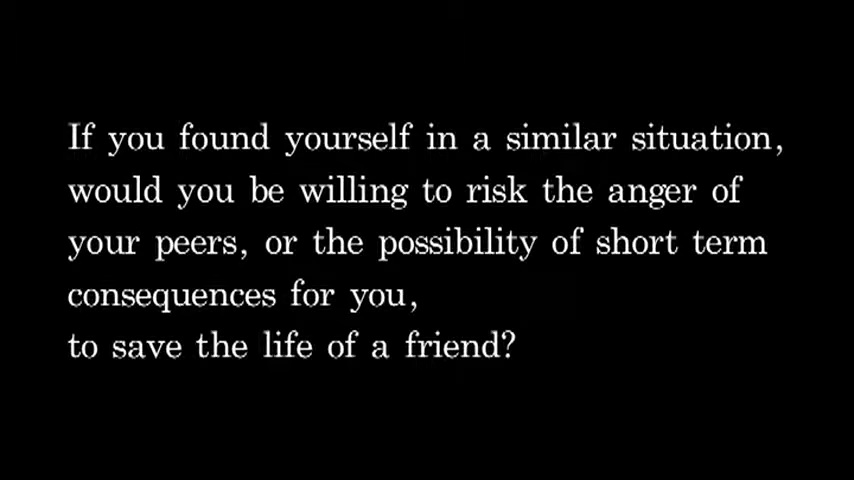 If you found yourself in a similar situation,
would you be willing to risk the anger of
your peers, or the possibility of short term
consequences for you,
to save the life of a friend?